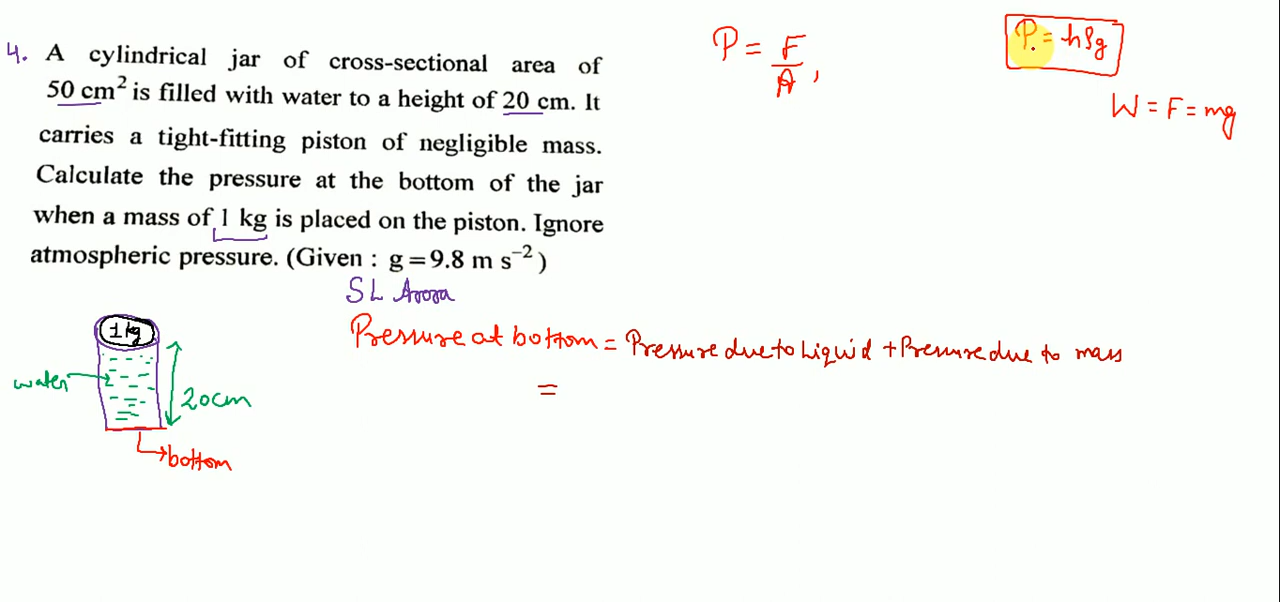 4. A cylindrical jar of cross-sectional area of
50 cm² is filled with water to a height of 20 cm. It
carries a tight-fitting piston of negligible mass.
Calculate the pressure at the bottom of the jar
when a mass of 1 kg is placed on the piston. Ignore
atmospheric pressure. (Given : g = 9.8 m s⁻²)
SL Arora
P = F/A,
P = hρg
W = F = mg
Pressure at bottom = Pressure due to Liquid + Pressure due to mass
=
1 kg
water
20cm
bottom